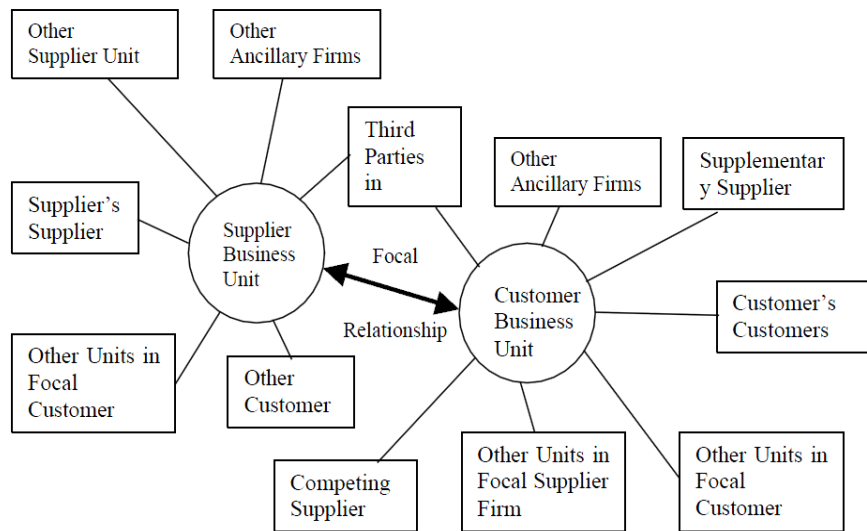 Other
Supplier Unit
Other
Ancillary Firms
Third
Parties
in
Other
Ancillary Firms
Supplementar
y Supplier
Supplier's
Supplier
Supplier
Business
Unit
Focal
Relationship
Customer
Business
Unit
Customer's
Customers
Other Units in
Focal
Customer
Other
Customer
Competing
Supplier
Other Units in
Focal Supplier
Firm
Other Units in
Focal
Customer